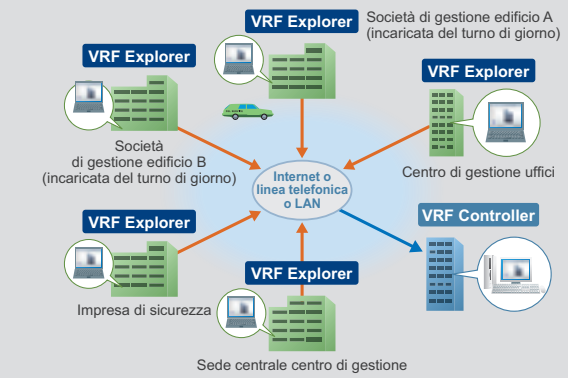 VRF Explorer
Società di gestione edificio A
(incaricata del turno di giorno)
VRF Explorer
Società
di gestione edificio B
(incaricata del turno di giorno)
VRF Explorer
Centro di gestione uffici
Internet o
linea telefonica
o LAN
VRF Explorer
Impresa di sicurezza
VRF Controller
VRF Explorer
Sede centrale centro di gestione